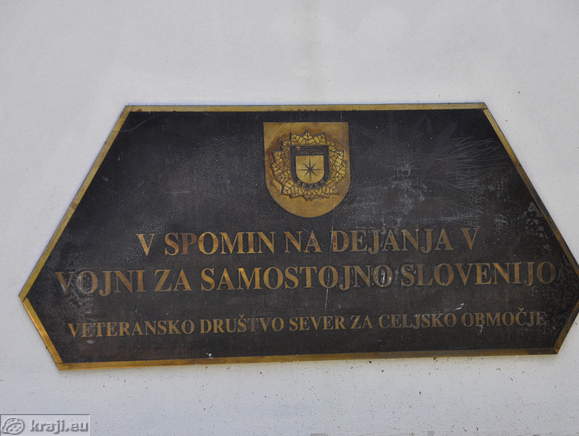 V SPOMIN NA DEJANJA V
VOJNI ZA SAMOSTOJNO SLOVENIJO
VETERANSKO DRUŠTVO SEVER ZA CELJSKO OBMOČJE
kraji.eu